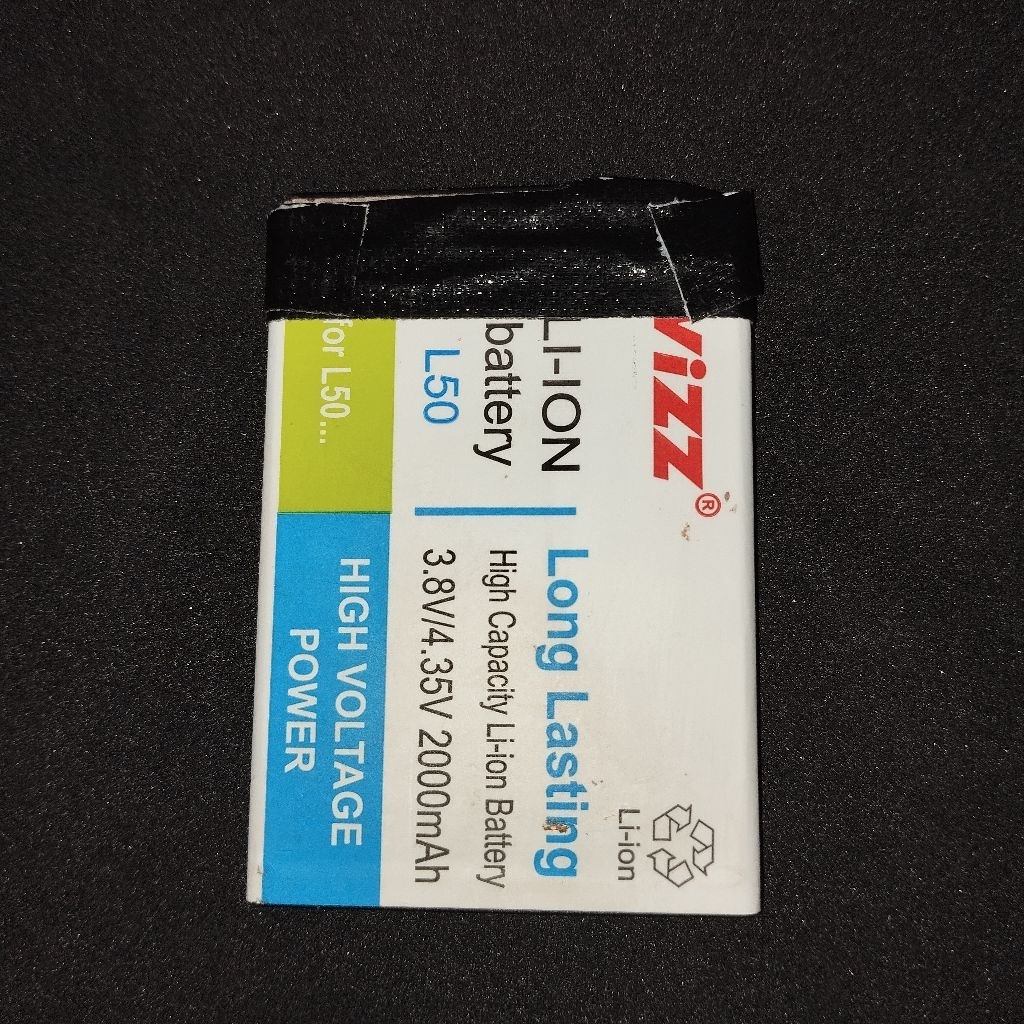 Vizz®
LI-ION
battery
L50
Long Lasting
High Capacity Li-ion Battery
3.8V/4.35V 2000mAh
Li-ion
for L50...
HIGH VOLTAGE
POWER